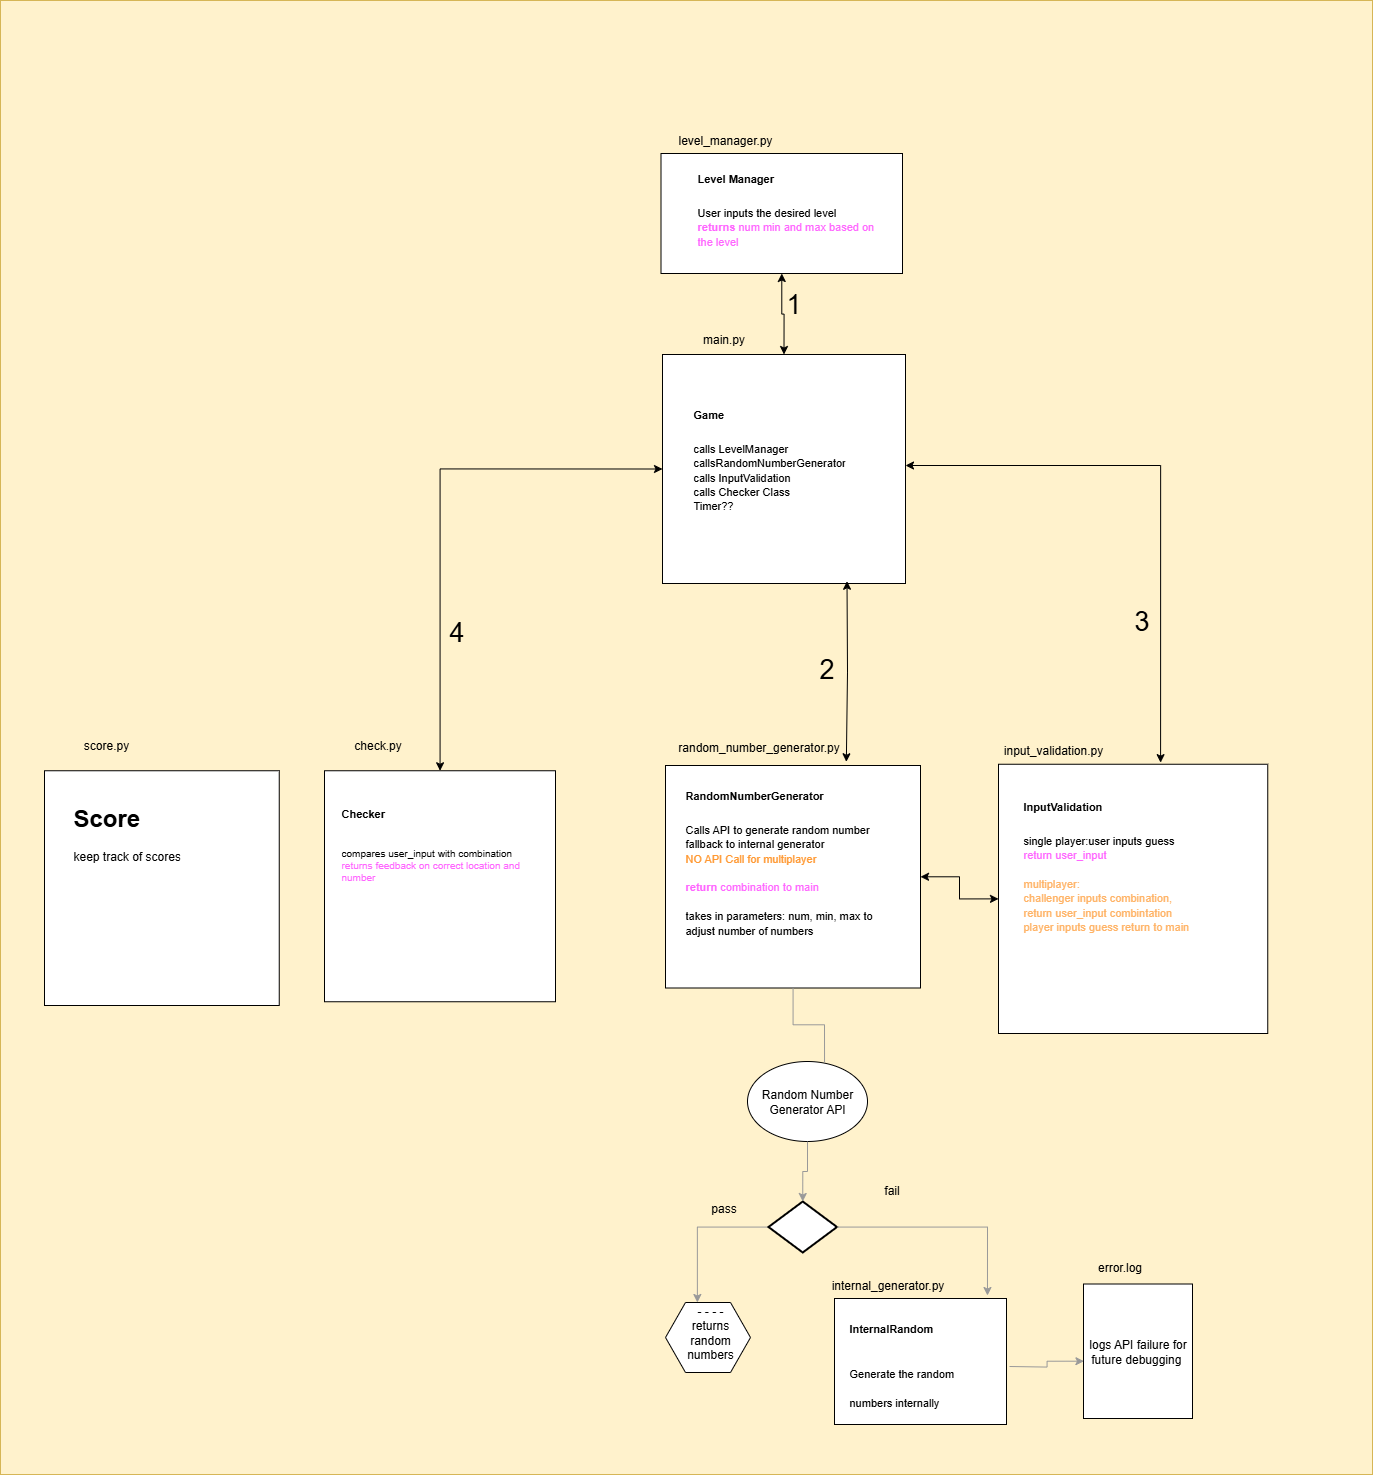 level_manager.py
Level Manager
User inputs the desired level
returns num min and max based on
the level
1
main.py
Game
calls LevelManager
callsRandomNumberGenerator
calls InputValidation
calls Checker Class
Timer??
4
2
3
score.py
Score
keep track of scores
check.py
Checker
compares user_input with combination
returns feedback on correct location and
number
random_number_generator.py
RandomNumberGenerator
Calls API to generate random number
fallback to internal generator
NO API Call for multiplayer
return combination to main
takes in parameters: num, min, max to
adjust number of numbers
input_validation.py
InputValidation
single player:user inputs guess
return user_input
multiplayer:
challenger inputs combination,
return user_input combintation
player inputs guess return to main
Random Number
Generator API
pass
fail
- - - -
returns
random
numbers
internal_generator.py
InternalRandom
Generate the random
numbers internally
error.log
logs API failure for
future debugging